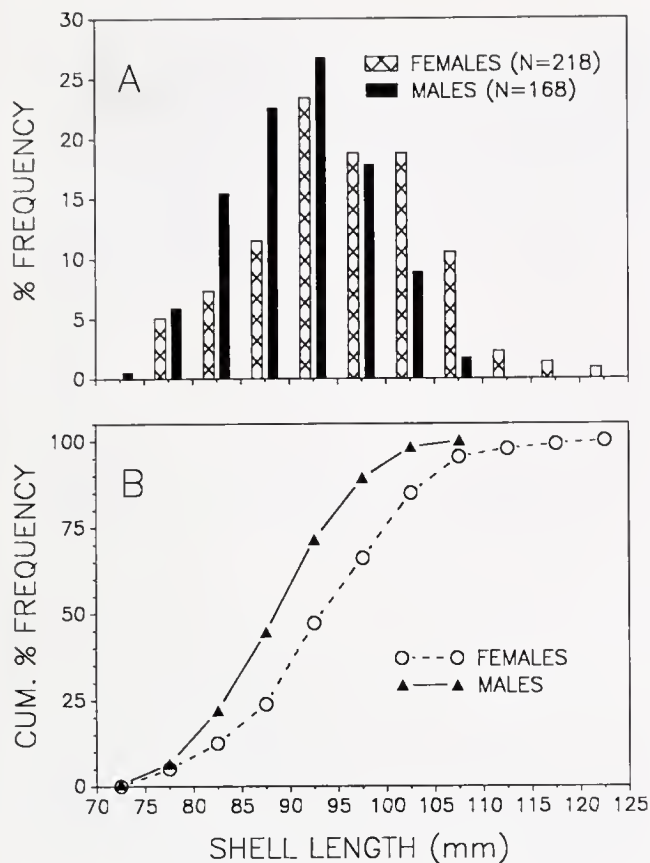 A
FEMALES (N=218)
MALES (N=168)
% FREQUENCY
30
25
20
15
10
5
0
B
FEMALES
MALES
CUM. % FREQUENCY
100
75
50
25
0
70 75 80 85 90 95 100 105 110 115 120 125
SHELL LENGTH (mm)